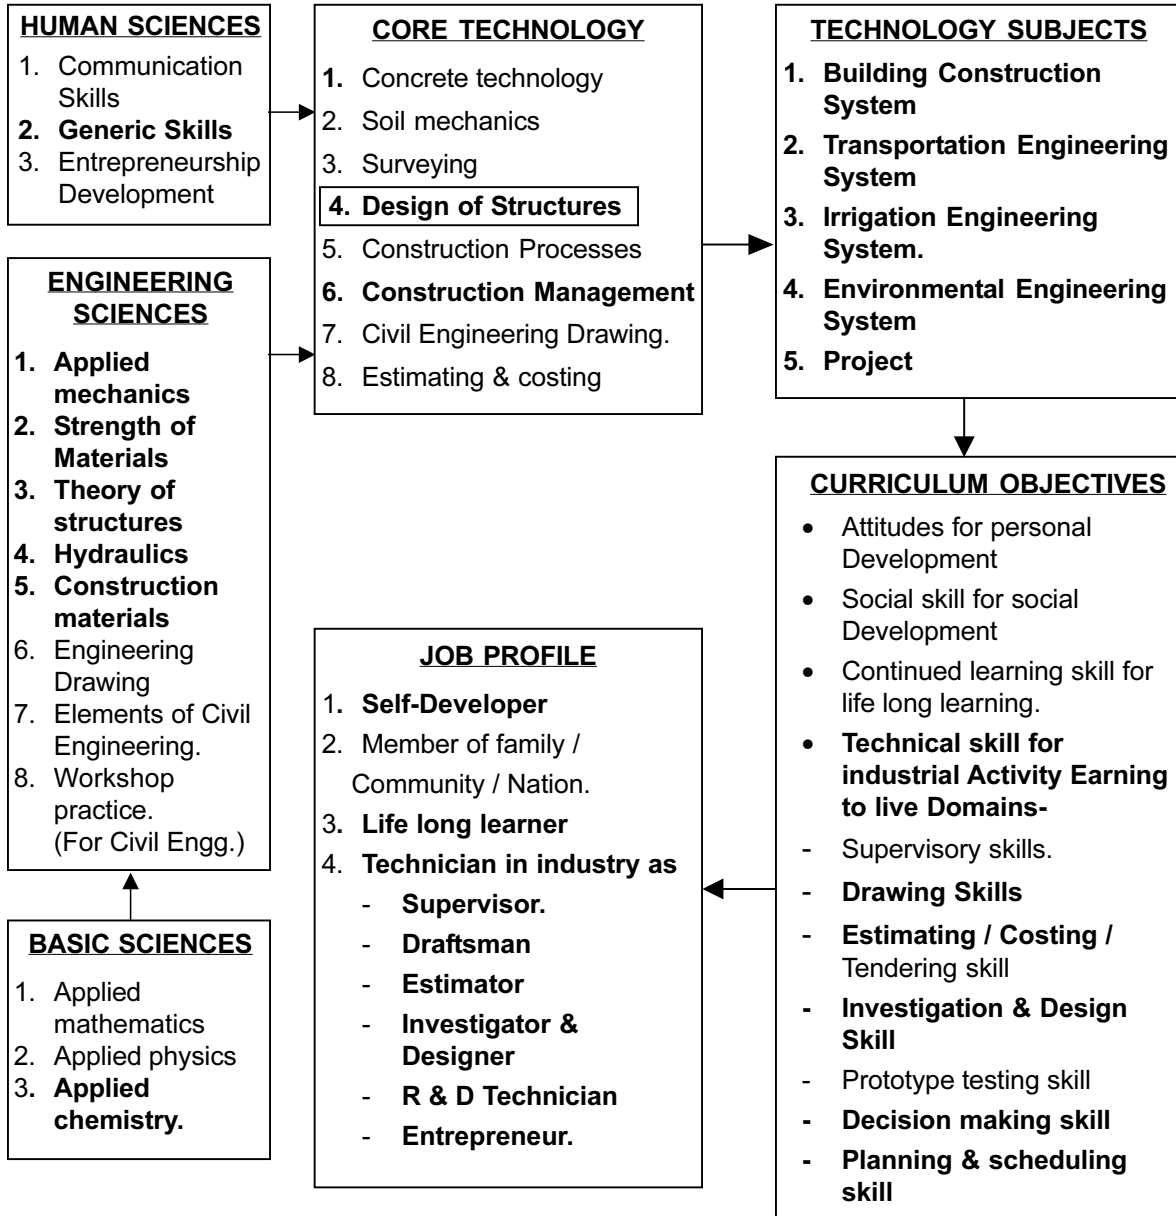 HUMAN SCIENCES
1. Communication
Skills
2. Generic Skills
3. Entrepreneurship
Development
ENGINEERING
SCIENCES
1. Applied
mechanics
2. Strength of
Materials
3. Theory of
structures
4. Hydraulics
5. Construction
materials
6. Engineering
Drawing
7. Elements of Civil
Engineering.
8. Workshop
practice.
(For Civil Engg.)
BASIC SCIENCES
1. Applied
mathematics
2. Applied physics
3. Applied
chemistry.
CORE TECHNOLOGY
1. Concrete technology
2. Soil mechanics
3. Surveying
4. Design of Structures
5. Construction Processes
6. Construction Management
7. Civil Engineering Drawing.
8. Estimating & costing
TECHNOLOGY SUBJECTS
1. Building Construction
System
2. Transportation Engineering
System
3. Irrigation Engineering
System.
4. Environmental Engineering
System
5. Project
CURRICULUM OBJECTIVES
• Attitudes for personal
Development
• Social skill for social
Development
• Continued learning skill for
life long learning.
• Technical skill for
industrial Activity Earning
to live Domains-
- Supervisory skills.
- Drawing Skills
- Estimating / Costing /
Tendering skill
- Investigation & Design
Skill
- Prototype testing skill
- Decision making skill
- Planning & scheduling
skill
JOB PROFILE
1. Self-Developer
2. Member of family /
Community / Nation.
3. Life long learner
4. Technician in industry as
- Supervisor.
- Draftsman
- Estimator
- Investigator &
Designer
- R & D Technician
- Entrepreneur.